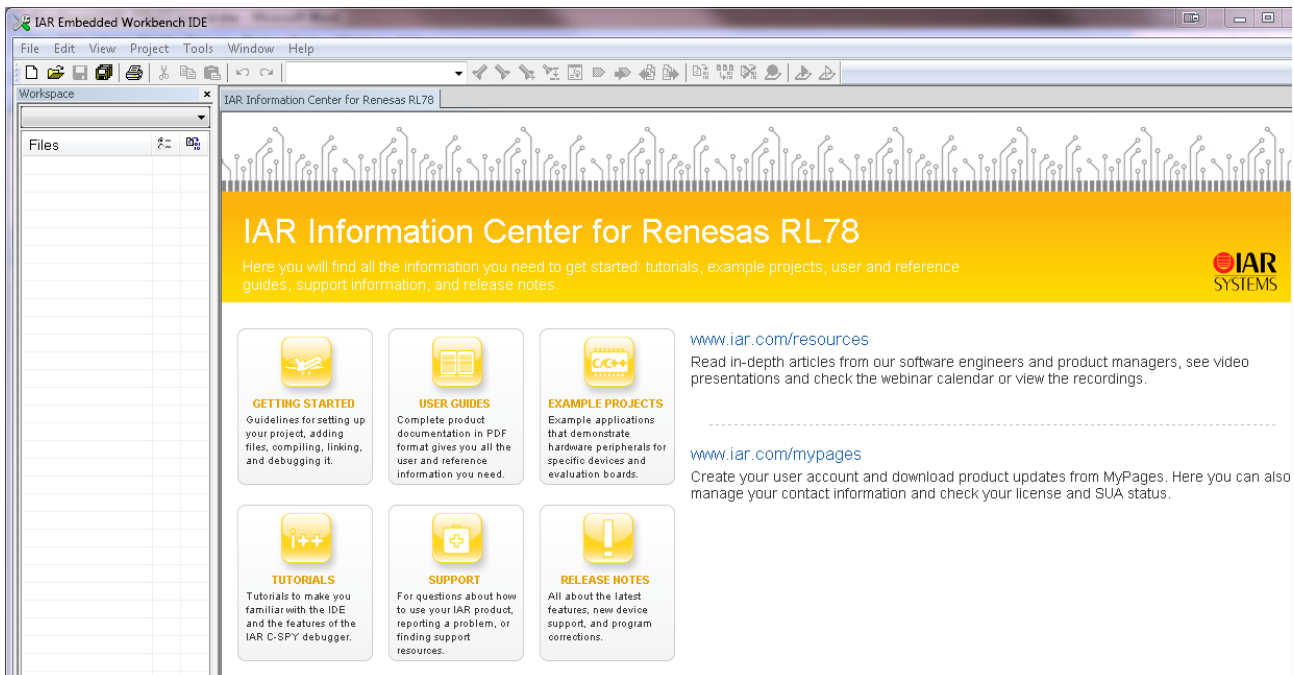 IAR Embedded Workbench IDE
File Edit View Project Tools Window Help
Workspace
IAR Information Center for Renesas RL78
Files
IAR Information Center for Renesas RL78
Here you will find all the information you need to get started: tutorials, example projects, user and reference
guides, support information, and release notes.
IAR
SYSTEMS
GETTING STARTED
Guidelines for setting up
your project, adding
files, compiling, linking,
and debugging it.
USER GUIDES
Complete product
documentation in PDF
format gives you all the
user and reference
information you need.
C/C++
EXAMPLE PROJECTS
Example applications
that demonstrate
hardware peripherals for
specific devices and
evaluation boards.
www.iar.com/resources
Read in-depth articles from our software engineers and product managers, see video
presentations and check the webinar calendar or view the recordings.
www.iar.com/mypages
Create your user account and download product updates from MyPages. Here you can also
manage your contact information and check your license and SUA status.
i++
TUTORIALS
Tutorials to make you
familiar with the IDE
and the features of the
IAR C-SPY debugger.
SUPPORT
For questions about how
to use your IAR product,
reporting a problem, or
finding support
resources.
RELEASE NOTES
All about the latest
features, new device
support, and program
corrections.